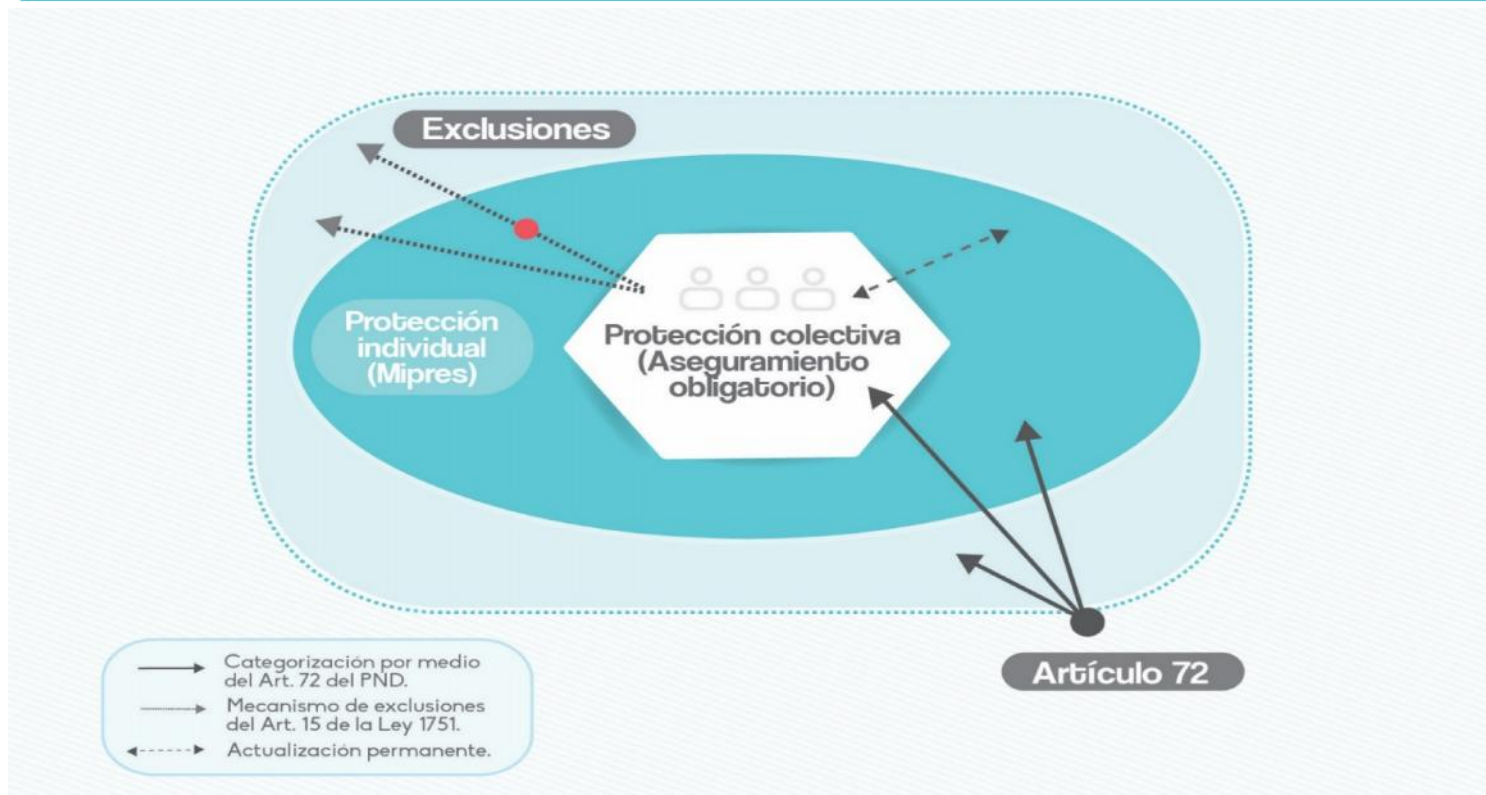 Exclusiones
Protección
individual
(Mipres)
Protección colectiva
(Aseguramiento
obligatorio)
Artículo 72
Categorización por medio
del Art. 72 del PND.
Mecanismo de exclusiones
del Art. 15 de la Ley 1751.
Actualización permanente.